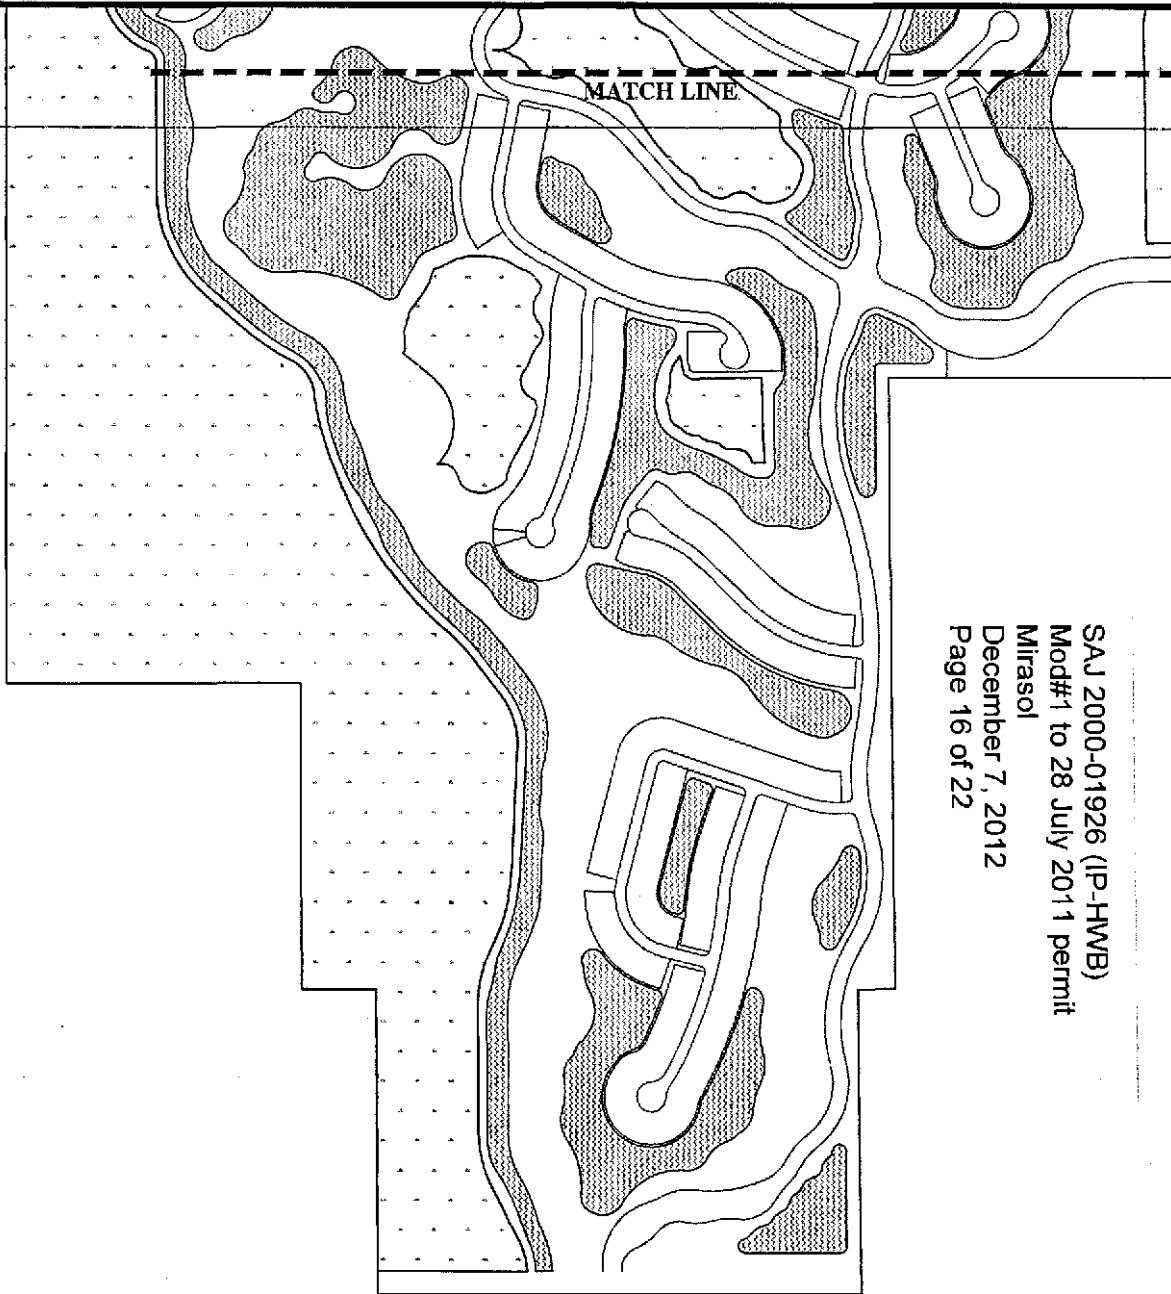 MATCH LINE
SAJ 2000-01926 (IP-HWB)
Mod#1 to 28 July 2011 permit
Mirasol
December 7, 2012
Page 16 of 22